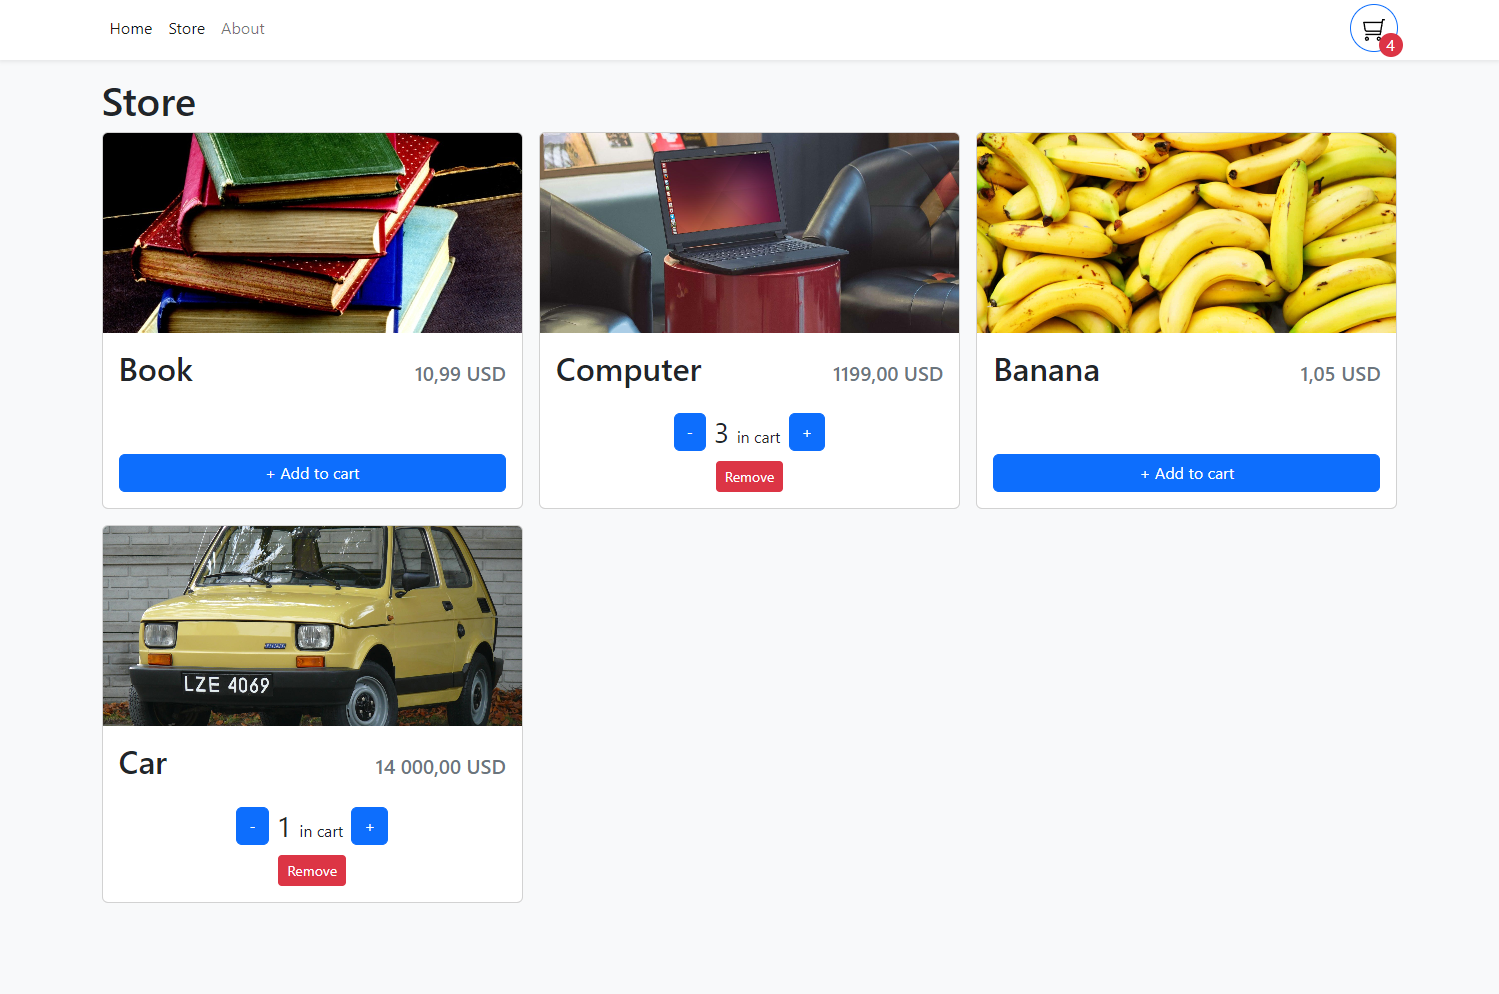 Home Store About
4
Store
Book 10,99 USD
+ Add to cart
Computer 1199,00 USD
- 3 in cart +
Remove
Banana 1,05 USD
+ Add to cart
LZE 4069
Car 14 000,00 USD
- 1 in cart +
Remove